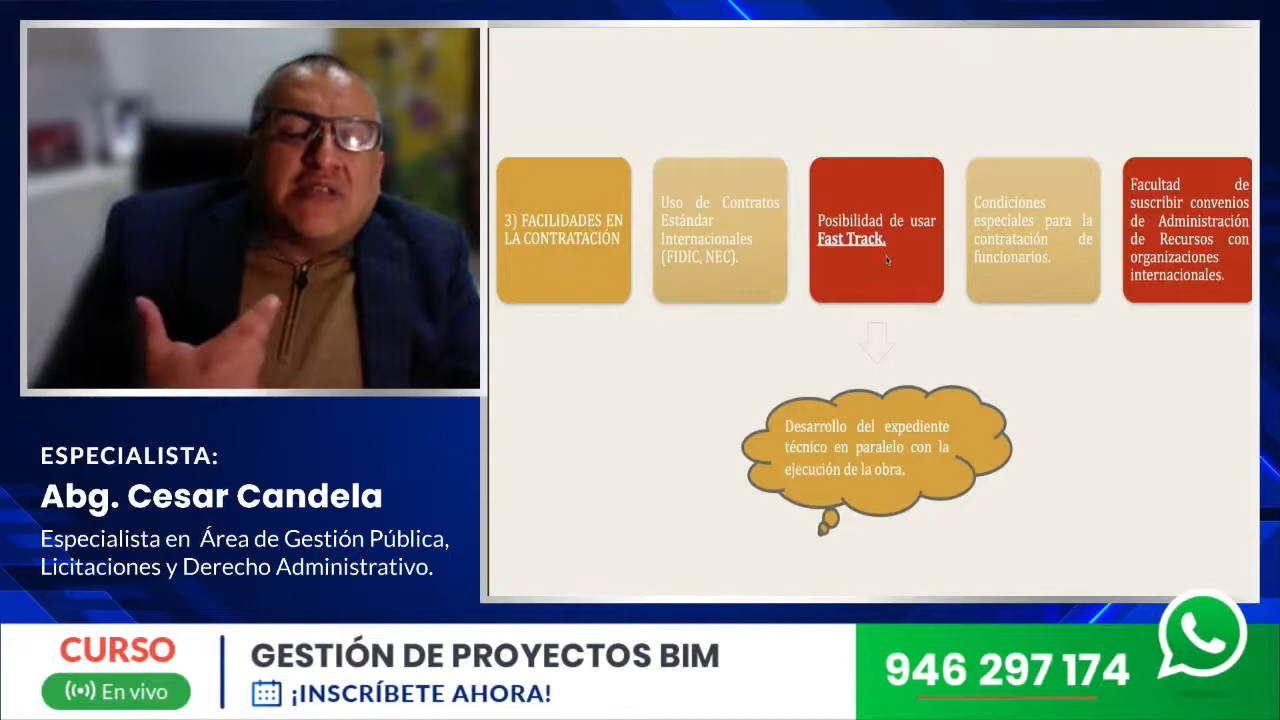 3) FACILIDADES EN
LA CONTRATACIÓN
Uso de Contratos
Estándar
Internacionales
(FIDIC, NEC).
Posibilidad de usar
Fast Track.
Condiciones
especiales para la
contratación de
funcionarios.
Facultad de
suscribir convenios
de Administración
de Recursos con
organizaciones
internacionales.
Desarrollo del expediente
técnico en paralelo con la
ejecución de la obra.
ESPECIALISTA:
Abg. Cesar Candela
Especialista en Área de Gestión Pública,
Licitaciones y Derecho Administrativo.
CURSO
En vivo
GESTIÓN DE PROYECTOS BIM
¡INSCRÍBETE AHORA!
946 297 174